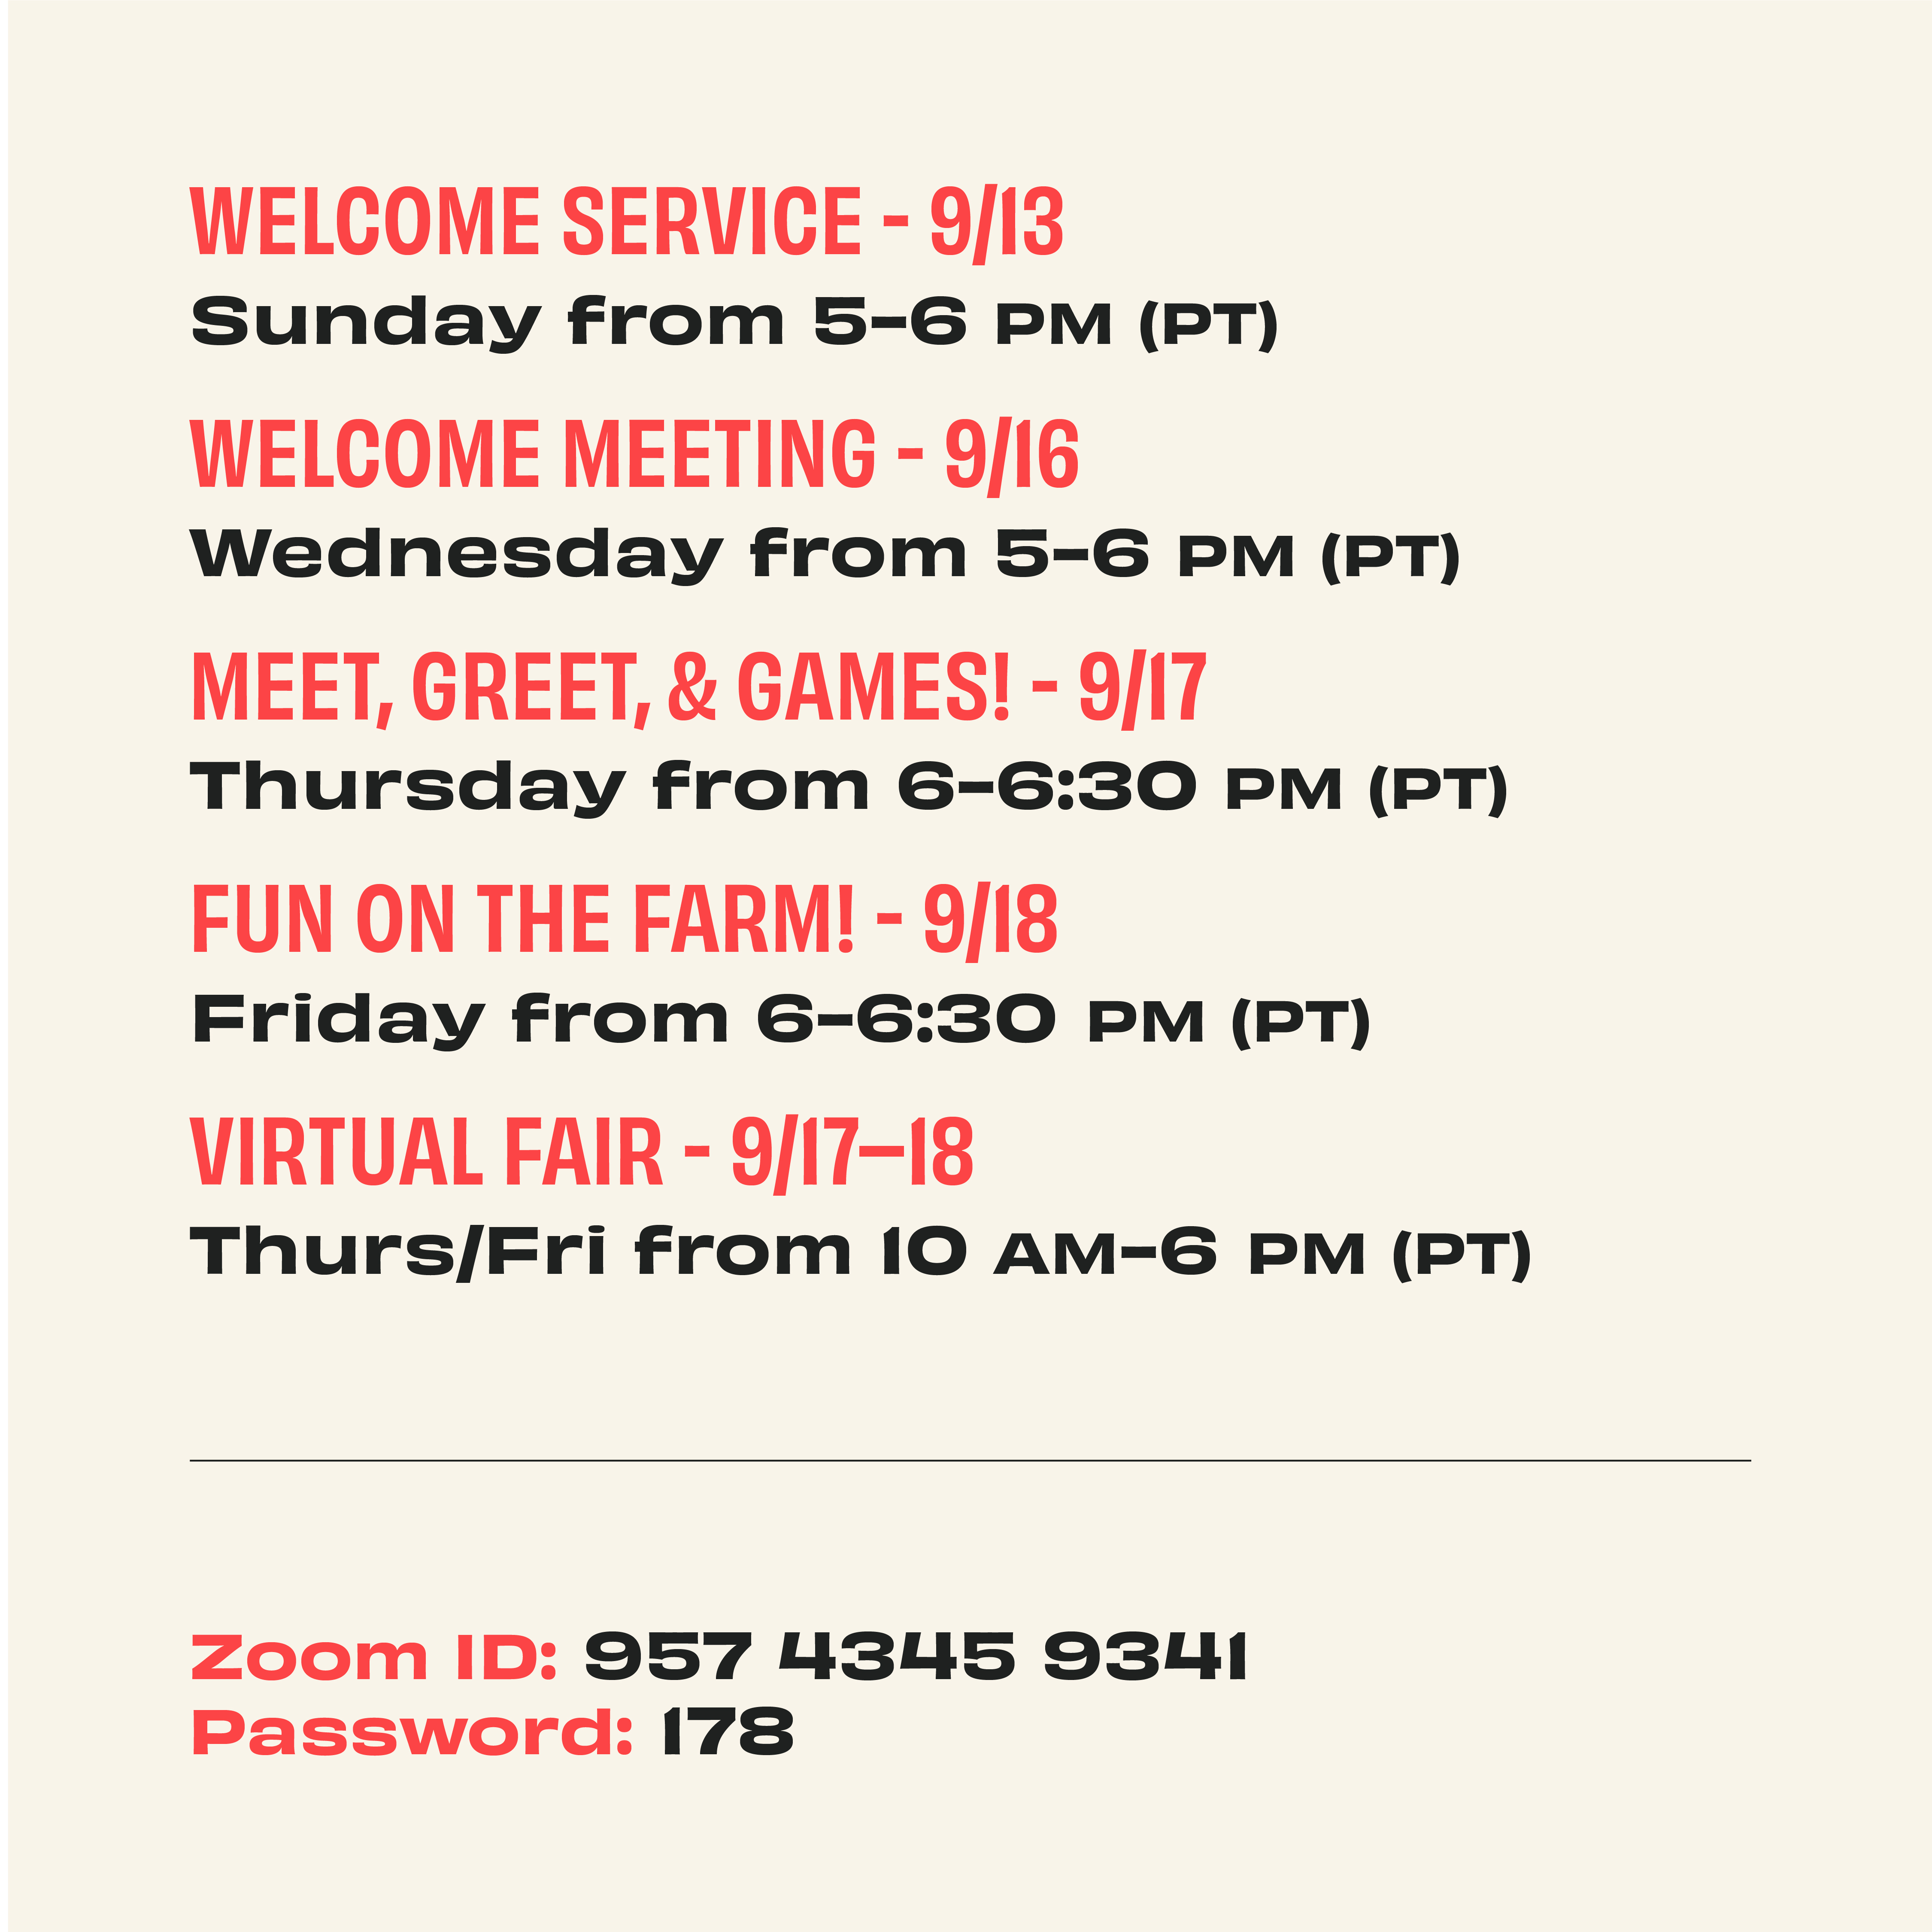 WELCOME SERVICE - 9/13
Sunday from 5–6 PM (PT)
WELCOME MEETING - 9/16
Wednesday from 5–6 PM (PT)
MEET, GREET, & GAMES! - 9/17
Thursday from 6–6:30 PM (PT)
FUN ON THE FARM! - 9/18
Friday from 6–6:30 PM (PT)
VIRTUAL FAIR - 9/17–18
Thurs/Fri from 10 AM–6 PM (PT)
Zoom ID: 957 4345 9341
Password: 178